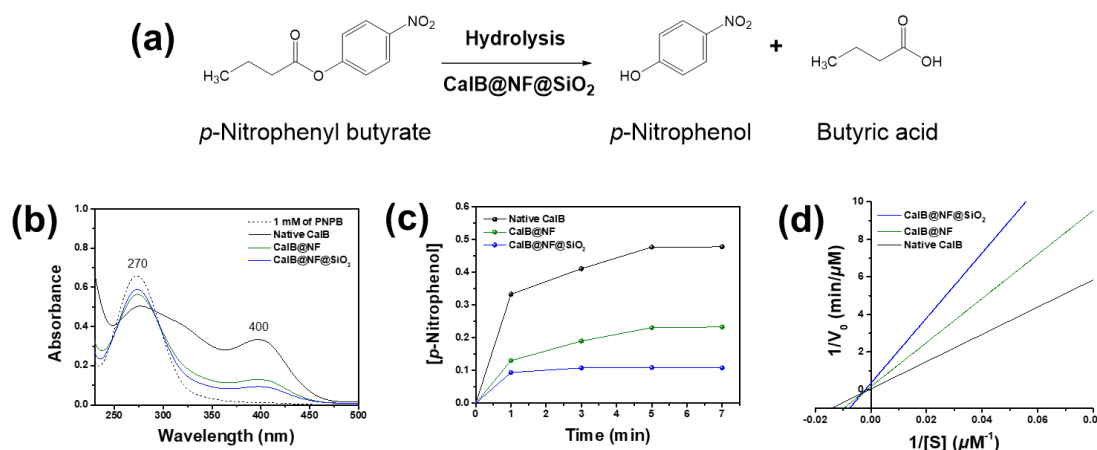 (a)
O
H₃C
O
NO₂
Hydrolysis
CalB@NF@SiO₂
NO₂
HO
+
O
H₃C
OH
p-Nitrophenyl butyrate
p-Nitrophenol
Butyric acid
(b)
Absorbance
1.0
0.8
0.6
0.4
0.2
0.0
250
300
350
400
450
500
Wavelength (nm)
270
400
1 mM of PNPB
Native CalB
CalB@NF
CalB@NF@SiO₂
(c)
[p-Nitrophenol]
0.6
0.5
0.4
0.3
0.2
0.1
0.0
0
1
2
3
4
5
6
7
Time (min)
Native CalB
CalB@NF
CalB@NF@SiO₂
(d)
1/V₀ (min/μM)
10
8
6
4
2
0
-0.02
0.00
0.02
0.04
0.06
0.08
1/[S] (μM⁻¹)
CalB@NF@SiO₂
CalB@NF
Native CalB